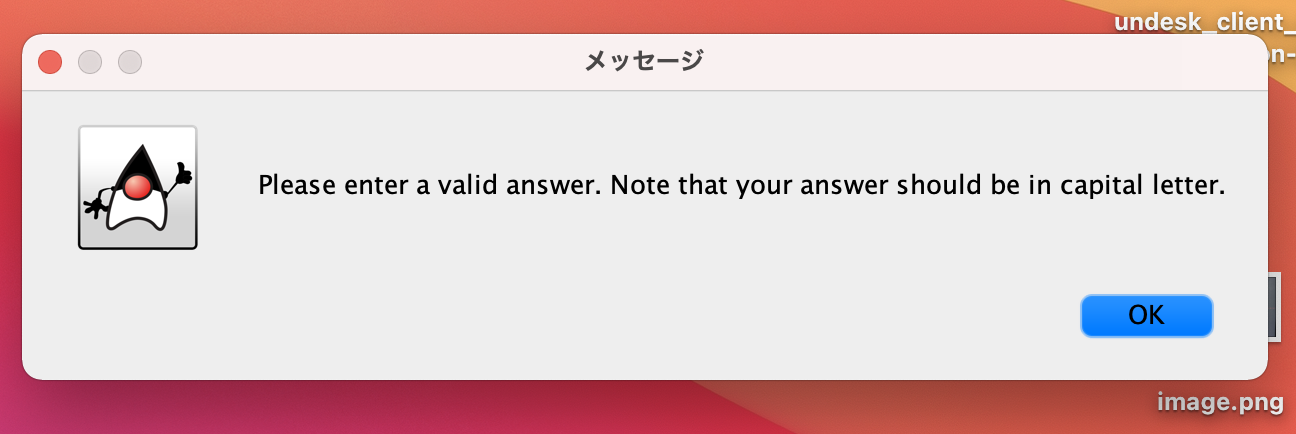 undesk_client_
on-
メッセージ
Please enter a valid answer. Note that your answer should be in capital letter.
OK
image.png